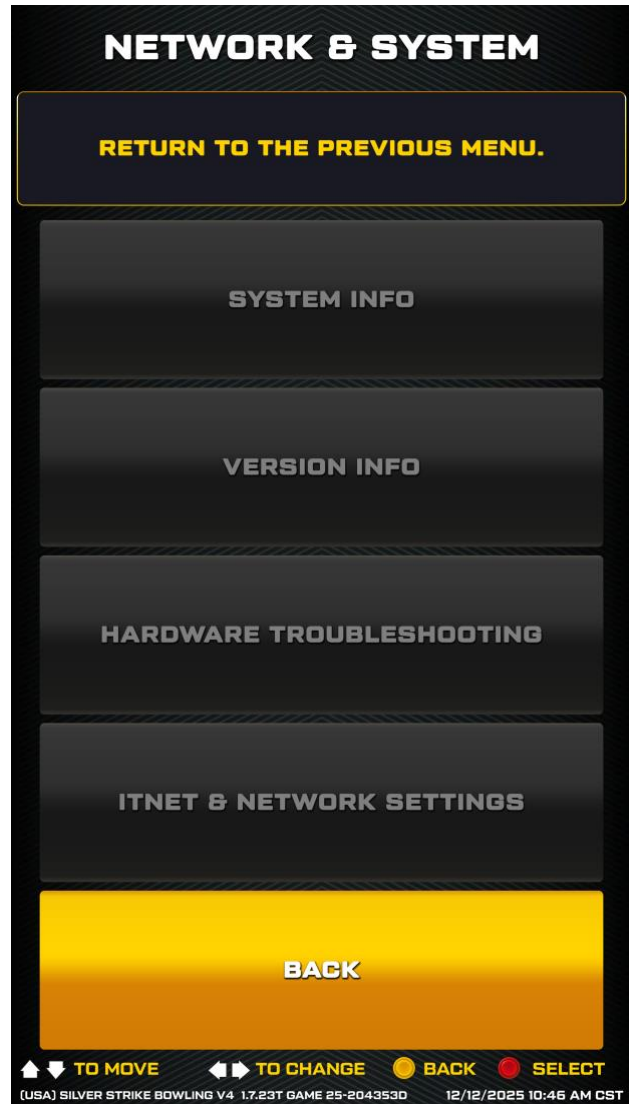 NETWORK & SYSTEM
RETURN TO THE PREVIOUS MENU.
SYSTEM INFO
VERSION INFO
HARDWARE TROUBLESHOOTING
ITNET & NETWORK SETTINGS
BACK
TO MOVE TO CHANGE BACK SELECT
(USA) SILVER STRIKE BOWLING V4 1.7.23T GAME 25-204353D 12/12/2025 10:46 AM CST